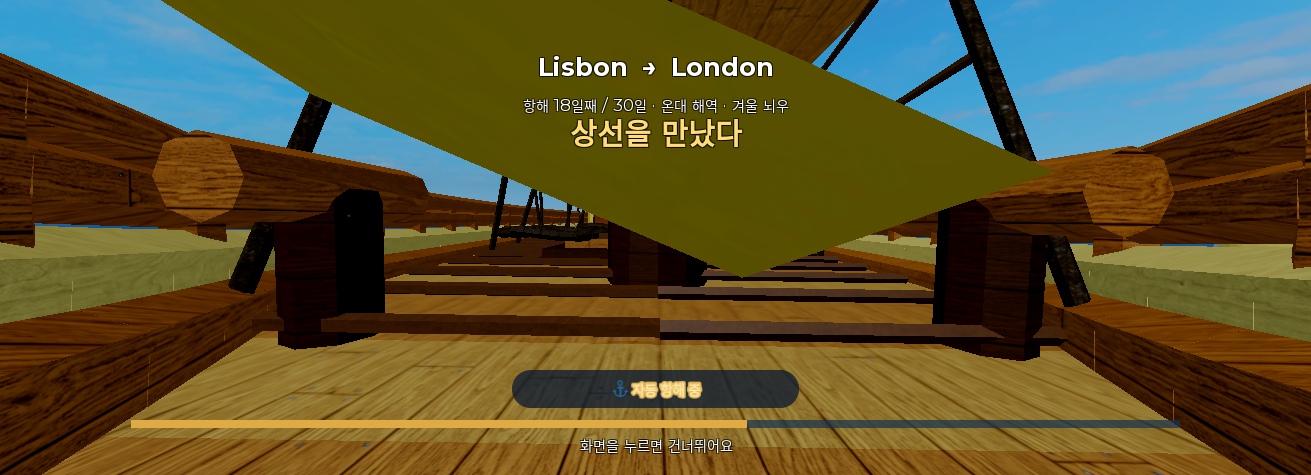 Lisbon → London
항해 18일째 / 30일 · 온대 해역 · 겨울 뇌우
상선을 만났다
⚓ 자동 항해 중
화면을 누르면 건너뛰어요